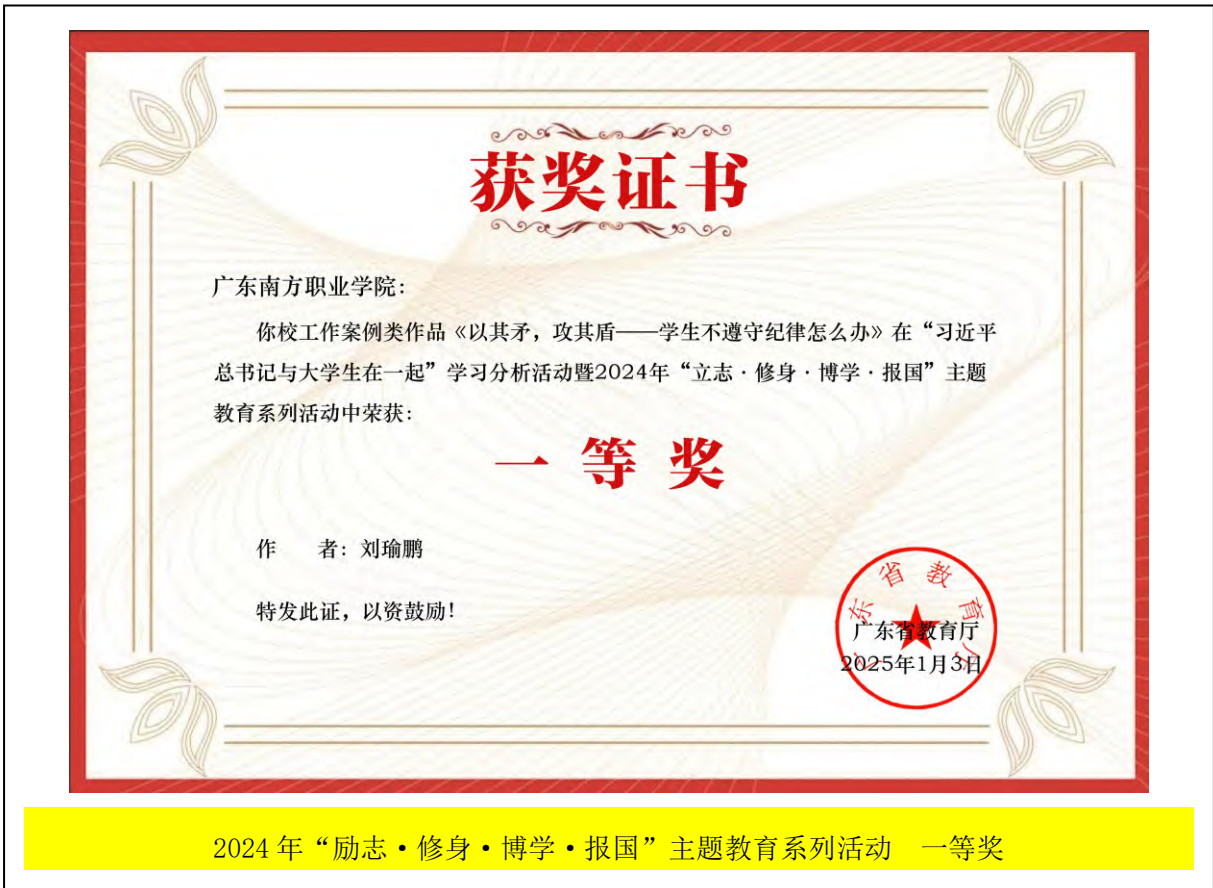 获奖证书
广东南方职业学院：
你校工作案例类作品《以其矛，攻其盾——学生不遵守纪律怎么办》在“习近平
总书记与大学生在一起”学习分析活动暨2024年“立志·修身·博学·报国”主题
教育系列活动中荣获：
一等奖
作　　者：刘瑜鹏
特发此证，以资鼓励！
广东省教育厅
广东省教育厅
2025年1月3日
2024年“励志•修身•博学•报国”主题教育系列活动　一等奖